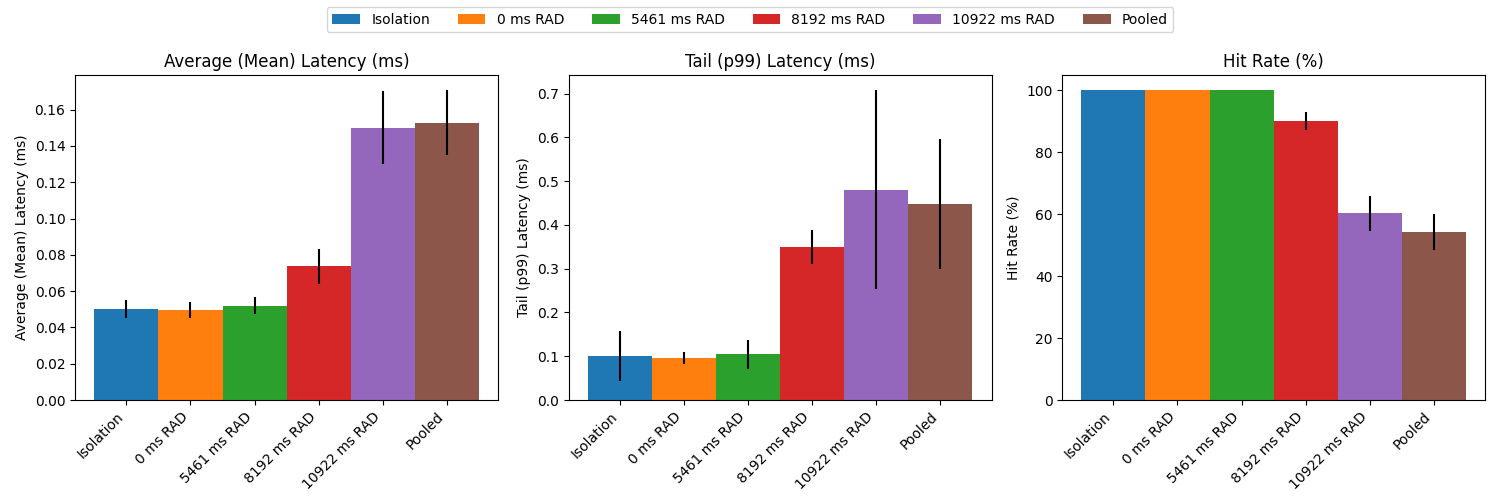 Isolation 0 ms RAD 5461 ms RAD 8192 ms RAD 10922 ms RAD Pooled
Average (Mean) Latency (ms)
Average (Mean) Latency (ms)
0.16
0.14
0.12
0.10
0.08
0.06
0.04
0.02
0.00
Isolation
0 ms RAD
5461 ms RAD
8192 ms RAD
10922 ms RAD
Pooled
Tail (p99) Latency (ms)
Tail (p99) Latency (ms)
0.7
0.6
0.5
0.4
0.3
0.2
0.1
0.0
Isolation
0 ms RAD
5461 ms RAD
8192 ms RAD
10922 ms RAD
Pooled
Hit Rate (%)
Hit Rate (%)
100
80
60
40
20
0
Isolation
0 ms RAD
5461 ms RAD
8192 ms RAD
10922 ms RAD
Pooled